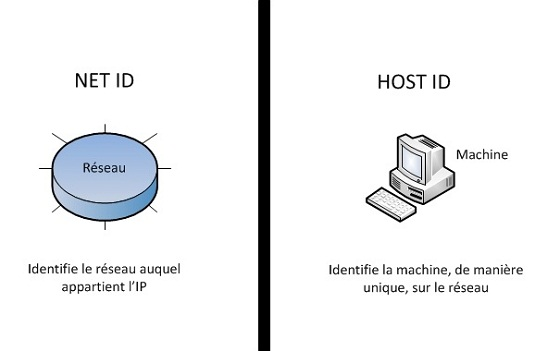 NET ID
Réseau
Identifie le réseau auquel
appartient l'IP
HOST ID
Machine
Identifie la machine, de manière
unique, sur le réseau